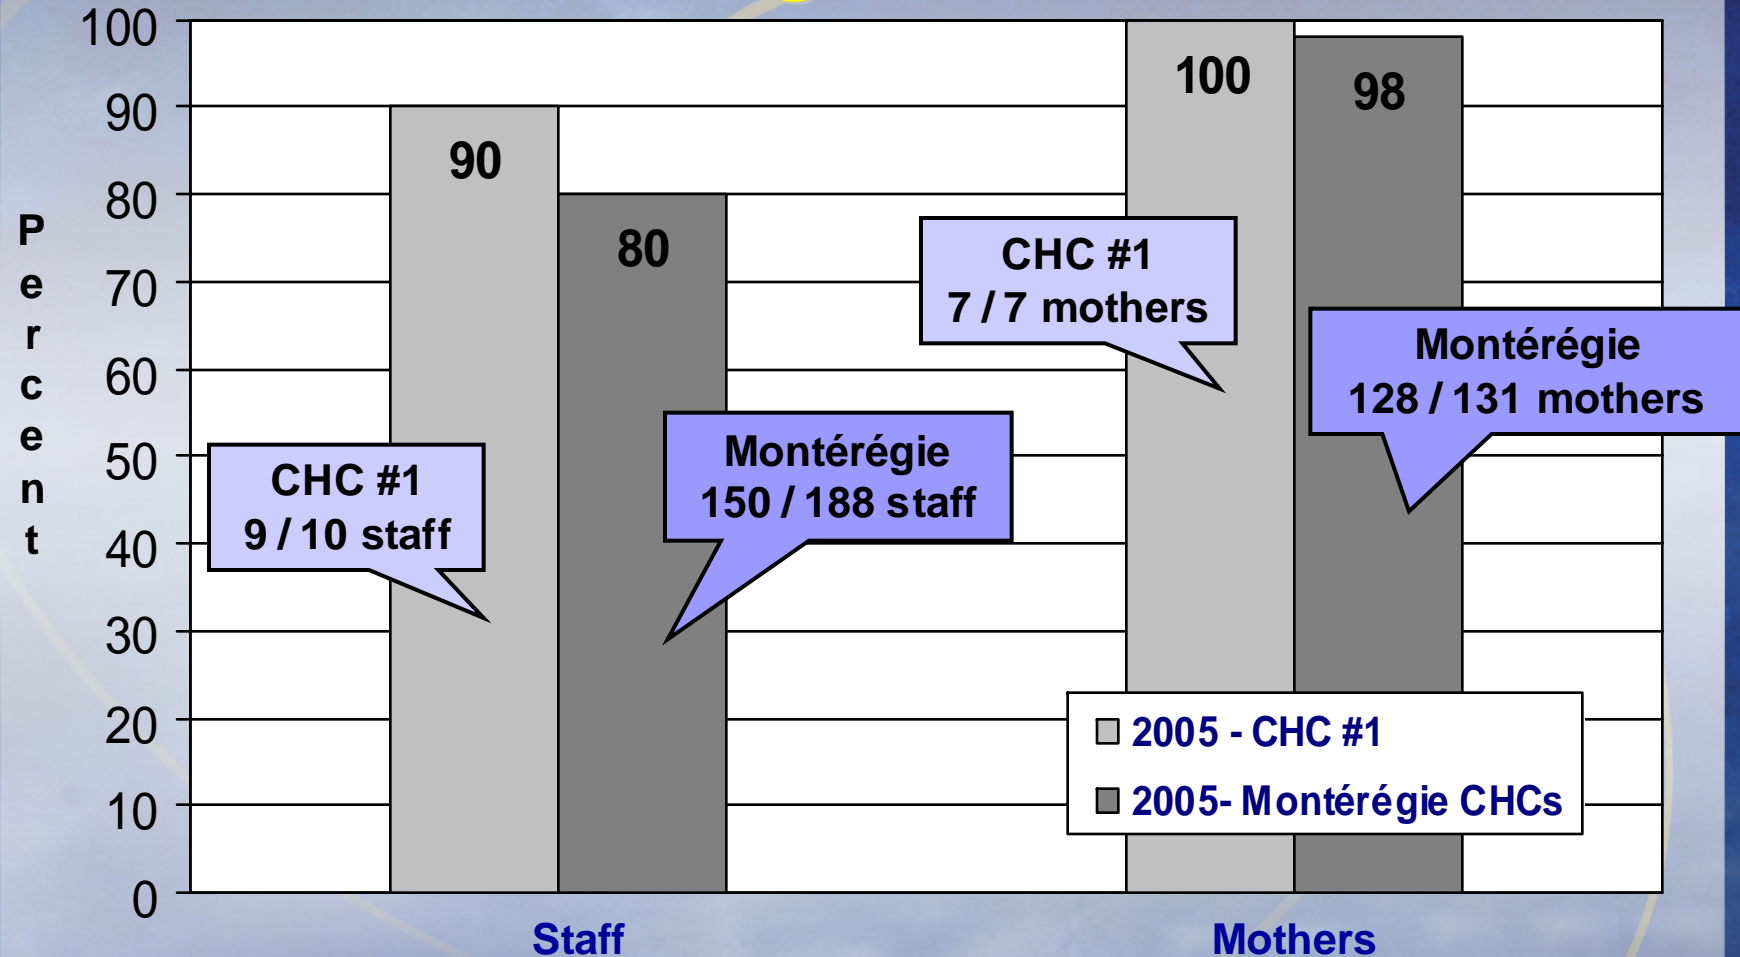 100
90
80
70
60
50
40
30
20
10
0
Percent
90
80
100
98
CHC #1
9 / 10 staff
Montérégie
150 / 188 staff
CHC #1
7 / 7 mothers
Montérégie
128 / 131 mothers
2005 - CHC #1
2005- Montérégie CHCs
Staff
Mothers